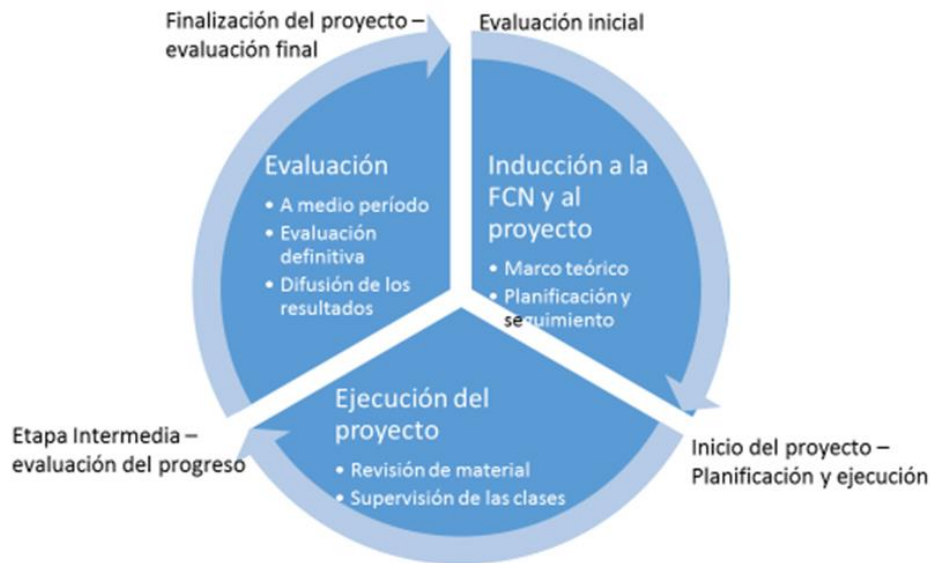 Finalización del proyecto –
evaluación final
Evaluación inicial
Evaluación
• A medio período
• Evaluación
definitiva
• Difusión de los
resultados
Inducción a la
FCN y al
proyecto
• Marco teórico
• Planificación y
seguimiento
Ejecución del
proyecto
• Revisión de material
• Supervisión de las clases
Etapa Intermedia –
evaluación del progreso
Inicio del proyecto –
Planificación y ejecución